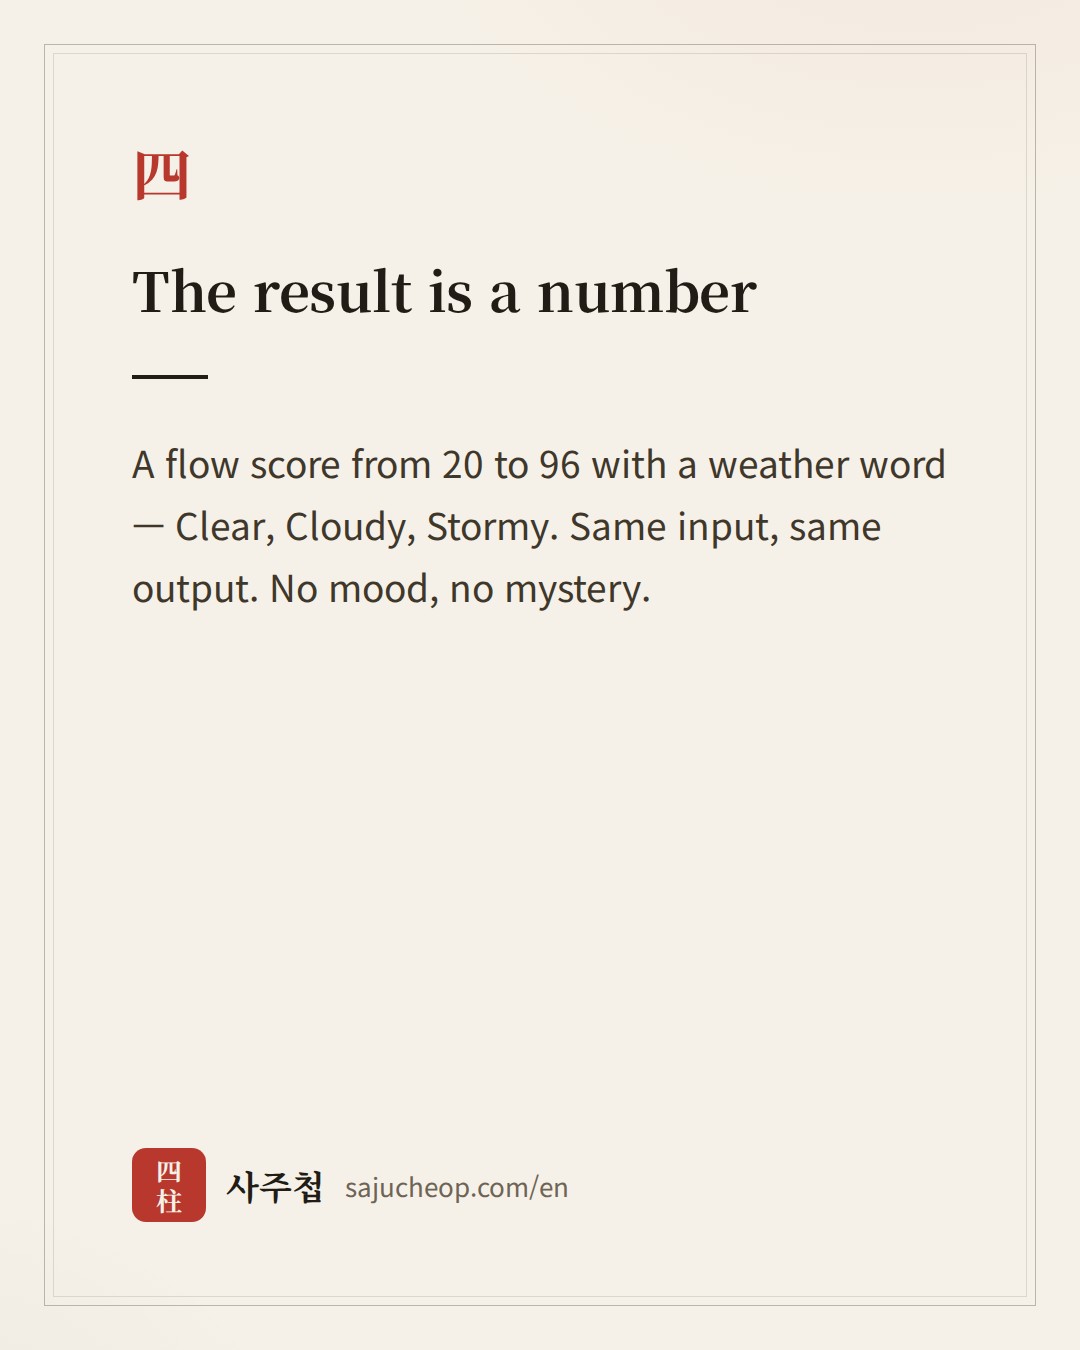 四
The result is a number
A flow score from 20 to 96 with a weather word
— Clear, Cloudy, Stormy. Same input, same
output. No mood, no mystery.
四
柱
사주첩 sajucheop.com/en